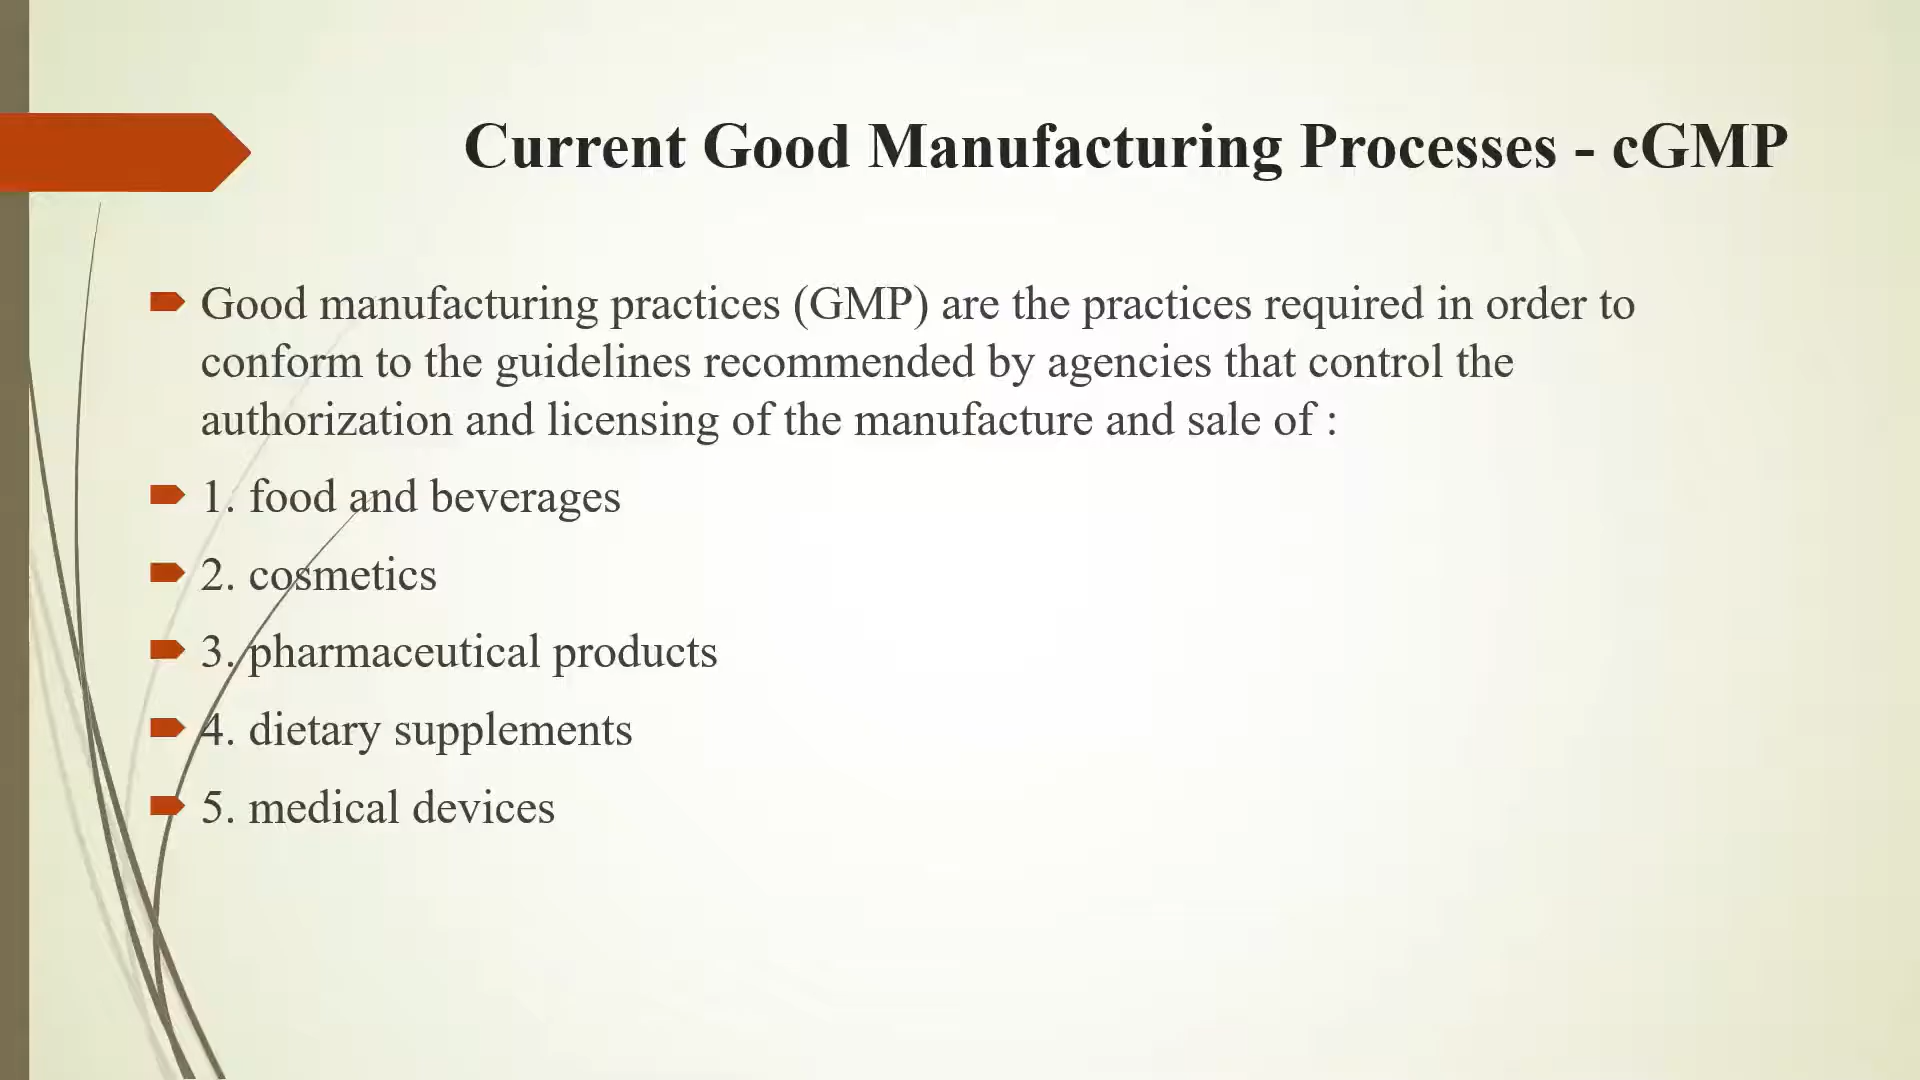 Current Good Manufacturing Processes - cGMP
Good manufacturing practices (GMP) are the practices required in order to
conform to the guidelines recommended by agencies that control the
authorization and licensing of the manufacture and sale of :
1. food and beverages
2. cosmetics
3. pharmaceutical products
4. dietary supplements
5. medical devices